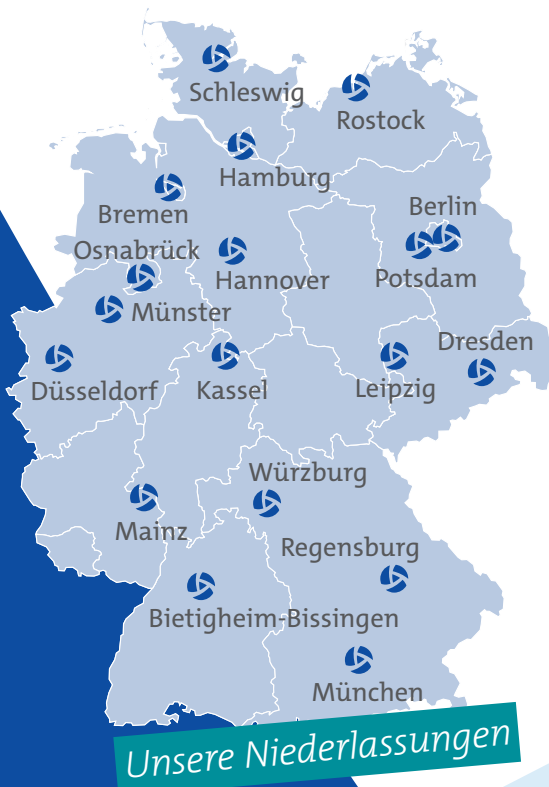 Schleswig
Rostock
Hamburg
Bremen
Berlin
Osnabrück
Hannover
Potsdam
Münster
Dresden
Düsseldorf
Kassel
Leipzig
Würzburg
Mainz
Regensburg
Bietigheim-Bissingen
München
Unsere Niederlassungen